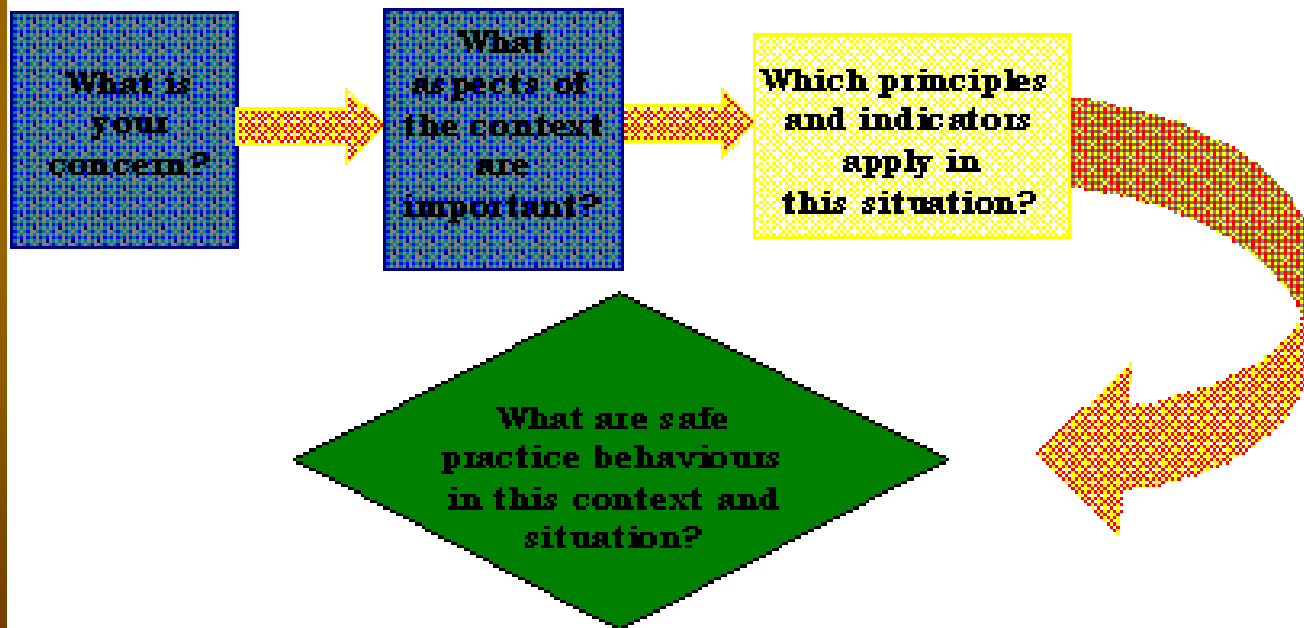 What is
your
concern?
What
aspects of
the context
are
important?
Which principles
and indicators
apply in
this situation?
What are safe
practice behaviours
in this context and
situation?